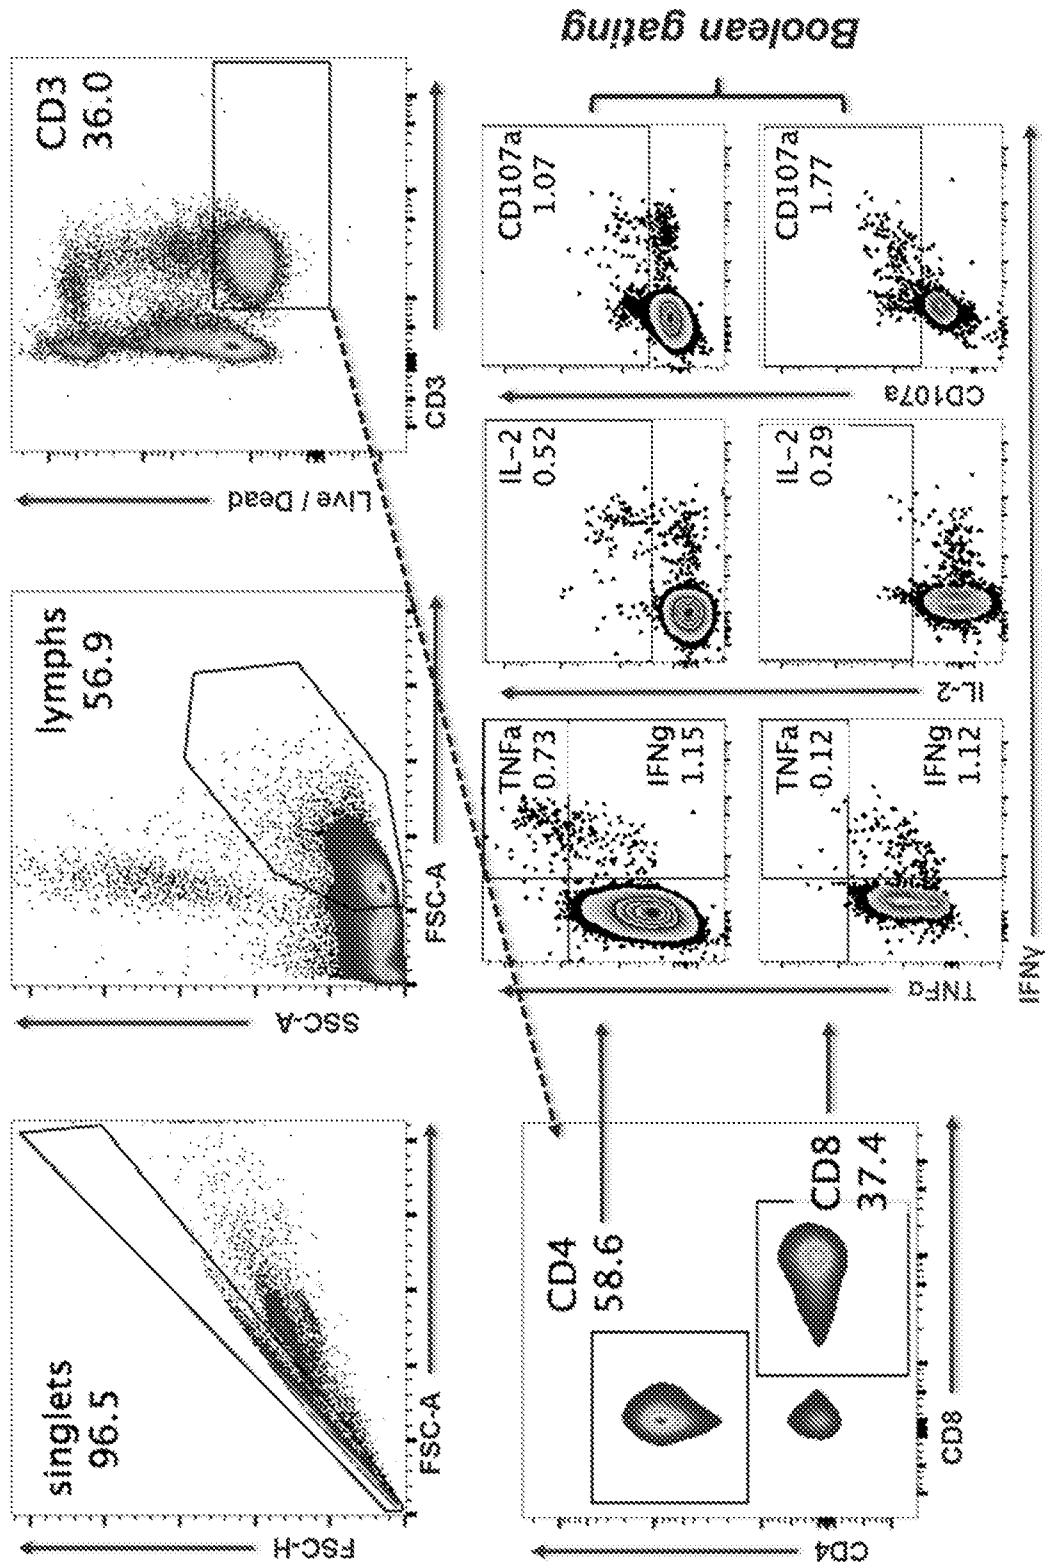 singlets
96.5
FSC-H
FSC-A
lymphs
56.9
SSC-A
FSC-A
CD3
36.0
Live / Dead
CD3
CD4
58.6
CD8
37.4
CD4
CD8
TNFa
0.73
IFNg
1.15
IL-2
0.52
CD107a
1.07
TNFa
0.12
IFNg
1.12
IL-2
0.29
CD107a
1.77
TNFα
IL-2
CD107a
IFNγ
Boolean gating